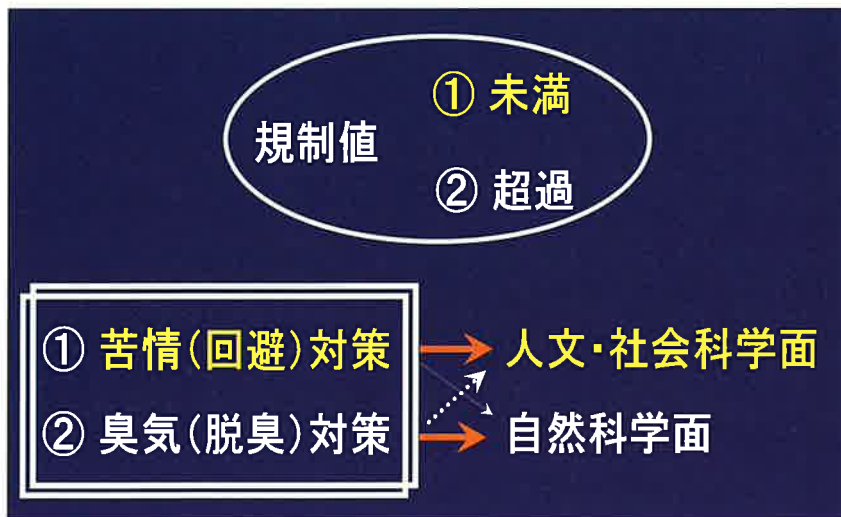 規制値
① 未満
② 超過
① 苦情(回避)対策
人文・社会科学面
② 臭気(脱臭)対策
自然科学面